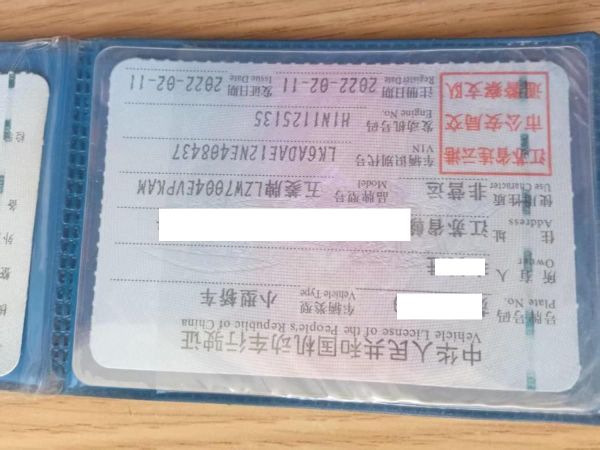 中华人民共和国机动车行驶证
Vehicle License of the People's Republic of China
号牌号码 车辆类型 小型轿车
Plate No. Vehicle Type
所有人
Owner
住址 江苏省
Address
使用性质 非营运 品牌型号 五菱牌LZW7004EVPKAM
Use Character Model
江苏省连云港
市公安局交
通警察支队
车辆识别代号 LK6ADAE12NE408437
VIN
发动机号码 H1N1125135
Engine No.
注册日期 2022-02-11 发证日期 2022-02-11
Register Date Issue Date